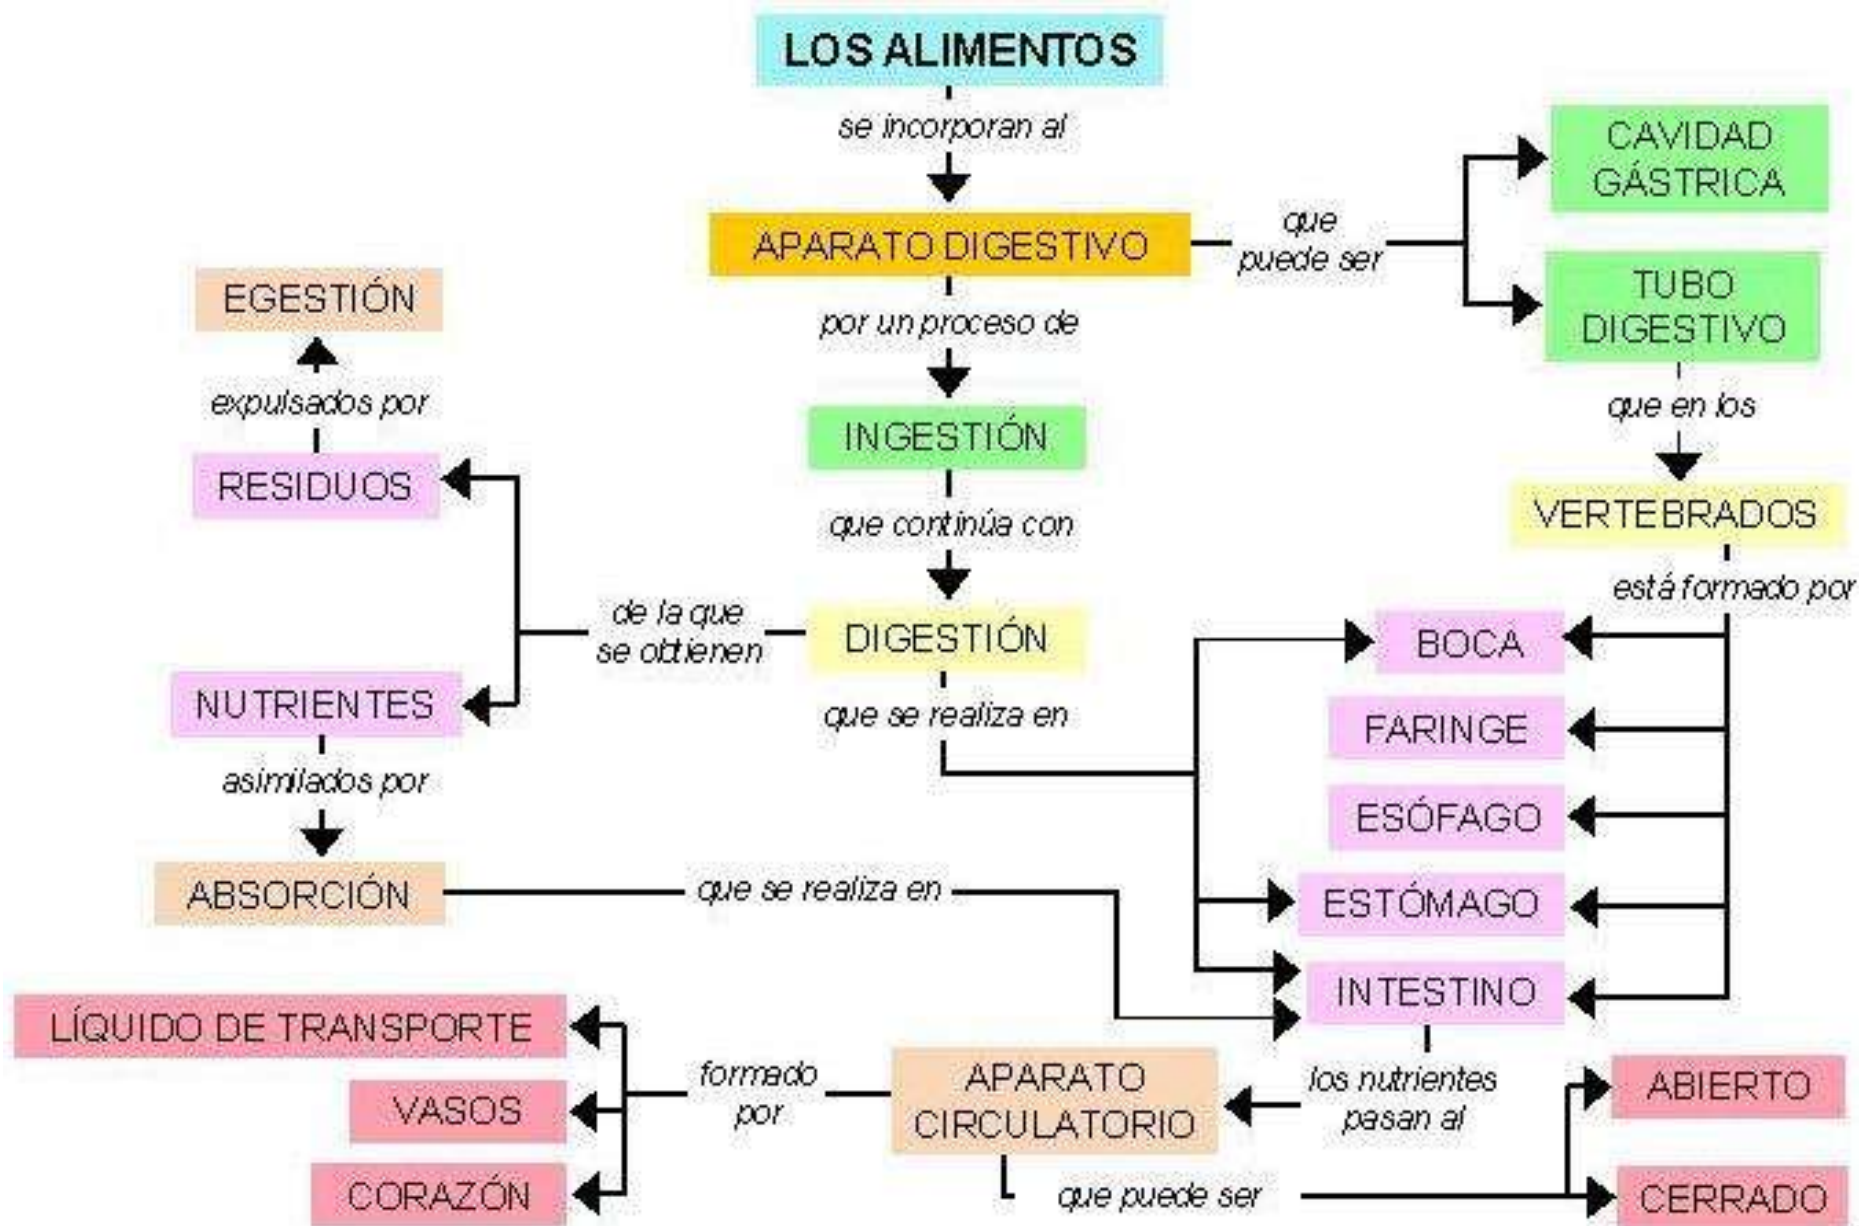 LOS ALIMENTOS
se incorporan al
APARATO DIGESTIVO
que
puede ser
CAVIDAD
GÁSTRICA
TUBO
DIGESTIVO
que en los
VERTEBRADOS
está formado por
BOCA
FARINGE
ESÓFAGO
ESTÓMAGO
INTESTINO
por un proceso de
INGESTIÓN
que continúa con
DIGESTIÓN
que se realiza en
de la que
se obtienen
RESIDUOS
expulsados por
EGESTIÓN
NUTRIENTES
asimilados por
ABSORCIÓN
que se realiza en
los nutrientes
pasan al
APARATO
CIRCULATORIO
formado
por
LÍQUIDO DE TRANSPORTE
VASOS
CORAZÓN
que puede ser
ABIERTO
CERRADO